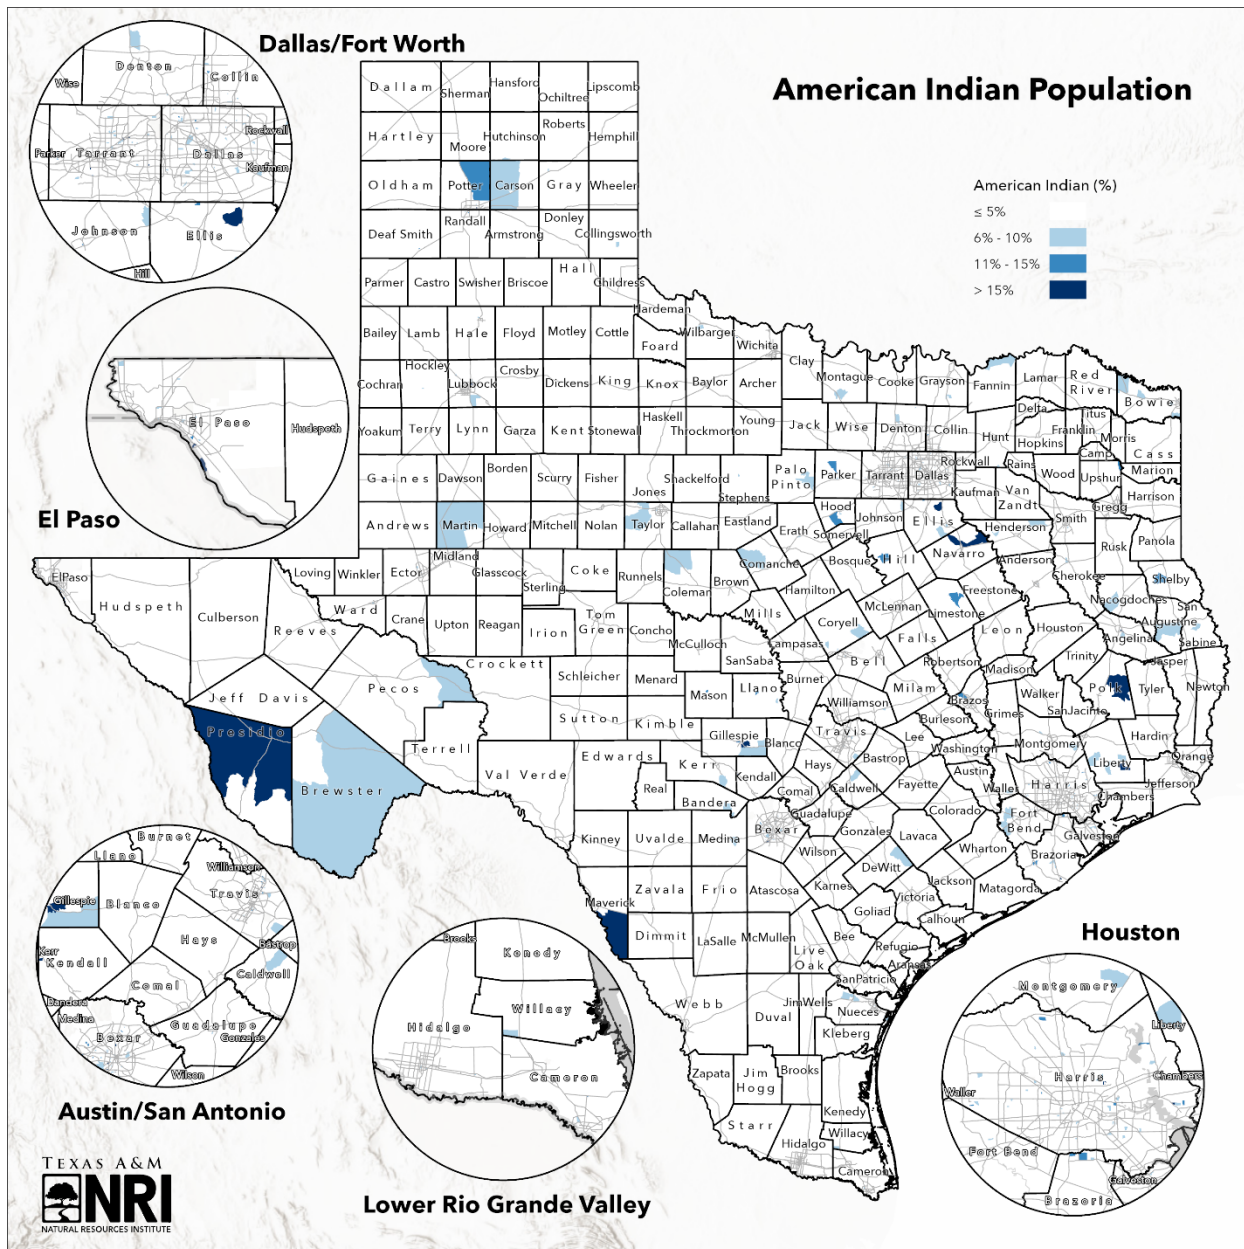 Dallas/Fort Worth
American Indian Population
American Indian (%)
≤ 5%
6% - 10%
11% - 15%
> 15%
Denton
Collin
Wise
Rockwall
Parker
Tarrant
Dallas
Kaufman
Johnson
Ellis
Hill
El Paso
Hudspeth
El Paso
Dallam
Sherman
Hansford
Ochiltree
Lipscomb
Hartley
Moore
Hutchinson
Roberts
Hemphill
Oldham
Potter
Carson
Gray
Wheeler
Deaf Smith
Randall
Armstrong
Donley
Collingsworth
Parmer
Castro
Swisher
Briscoe
Hall
Childress
Bailey
Lamb
Hale
Floyd
Motley
Cottle
Hardeman
Foard
Wilbarger
Wichita
Cochran
Hockley
Lubbock
Crosby
Dickens
King
Knox
Baylor
Archer
Clay
Montague
Cooke
Grayson
Fannin
Lamar
Red
River
Bowie
Yoakum
Terry
Lynn
Garza
Kent
Stonewall
Haskell
Throckmorton
Young
Jack
Wise
Denton
Collin
Hunt
Delta
Hopkins
Franklin
Titus
Morris
Camp
Cass
Marion
Gaines
Dawson
Borden
Scurry
Fisher
Jones
Shackelford
Stephens
Palo
Pinto
Parker
Tarrant
Dallas
Rockwall
Rains
Wood
Upshur
Harrison
Kaufman
Van
Zandt
Smith
Gregg
Andrews
Martin
Howard
Mitchell
Nolan
Taylor
Callahan
Eastland
Erath
Hood
Somervell
Johnson
Ellis
Henderson
Navarro
Rusk
Panola
ElPaso
Hudspeth
Culberson
Reeves
Loving
Winkler
Ector
Midland
Glasscock
Sterling
Coke
Runnels
Coleman
Brown
Comanche
Hamilton
Bosque
Hill
Limestone
Freestone
Anderson
Cherokee
Nacogdoches
Shelby
San
Augustine
Sabine
Ward
Crane
Upton
Reagan
Irion
Tom
Green
Concho
McCulloch
Mills
SanSaba
Lampasas
Coryell
McLennan
Falls
Leon
Houston
Angelina
Trinity
Jeff Davis
Pecos
Crockett
Schleicher
Menard
Mason
Llano
Burnet
Bell
Milam
Robertson
Madison
Walker
Polk
Tyler
Jasper
Newton
Presidio
Brewster
Terrell
Sutton
Kimble
Gillespie
Blanco
Travis
Williamson
Lee
Burleson
Brazos
Grimes
SanJacinto
Hardin
Val Verde
Edwards
Real
Kerr
Kendall
Bandera
Hays
Comal
Caldwell
Bastrop
Fayette
Washington
Austin
Waller
Montgomery
Harris
Liberty
Chambers
Jefferson
Orange
Kinney
Uvalde
Medina
Bexar
Guadalupe
Gonzales
Lavaca
Colorado
Wharton
Fort
Bend
Brazoria
Galveston
Zavala
Frio
Atascosa
Wilson
Karnes
DeWitt
Jackson
Matagorda
Maverick
Dimmit
LaSalle
McMullen
Live
Oak
Bee
Goliad
Victoria
Calhoun
Refugio
Aransas
SanPatricio
Webb
Duval
JimWells
Nueces
Kleberg
Zapata
Jim
Hogg
Brooks
Kenedy
Starr
Hidalgo
Willacy
Cameron
Burnet
Llano
Williamson
Travis
Gillespie
Blanco
Hays
Bastrop
Kerr
Kendall
Caldwell
Comal
Bandera
Medina
Bexar
Guadalupe
Gonzales
Wilson
Austin/San Antonio
Brooks
Kenedy
Willacy
Hidalgo
Cameron
Lower Rio Grande Valley
Houston
Montgomery
Liberty
Harris
Chambers
Waller
Fort Bend
Galveston
Brazoria
TEXAS A&M
NRI
NATURAL RESOURCES INSTITUTE